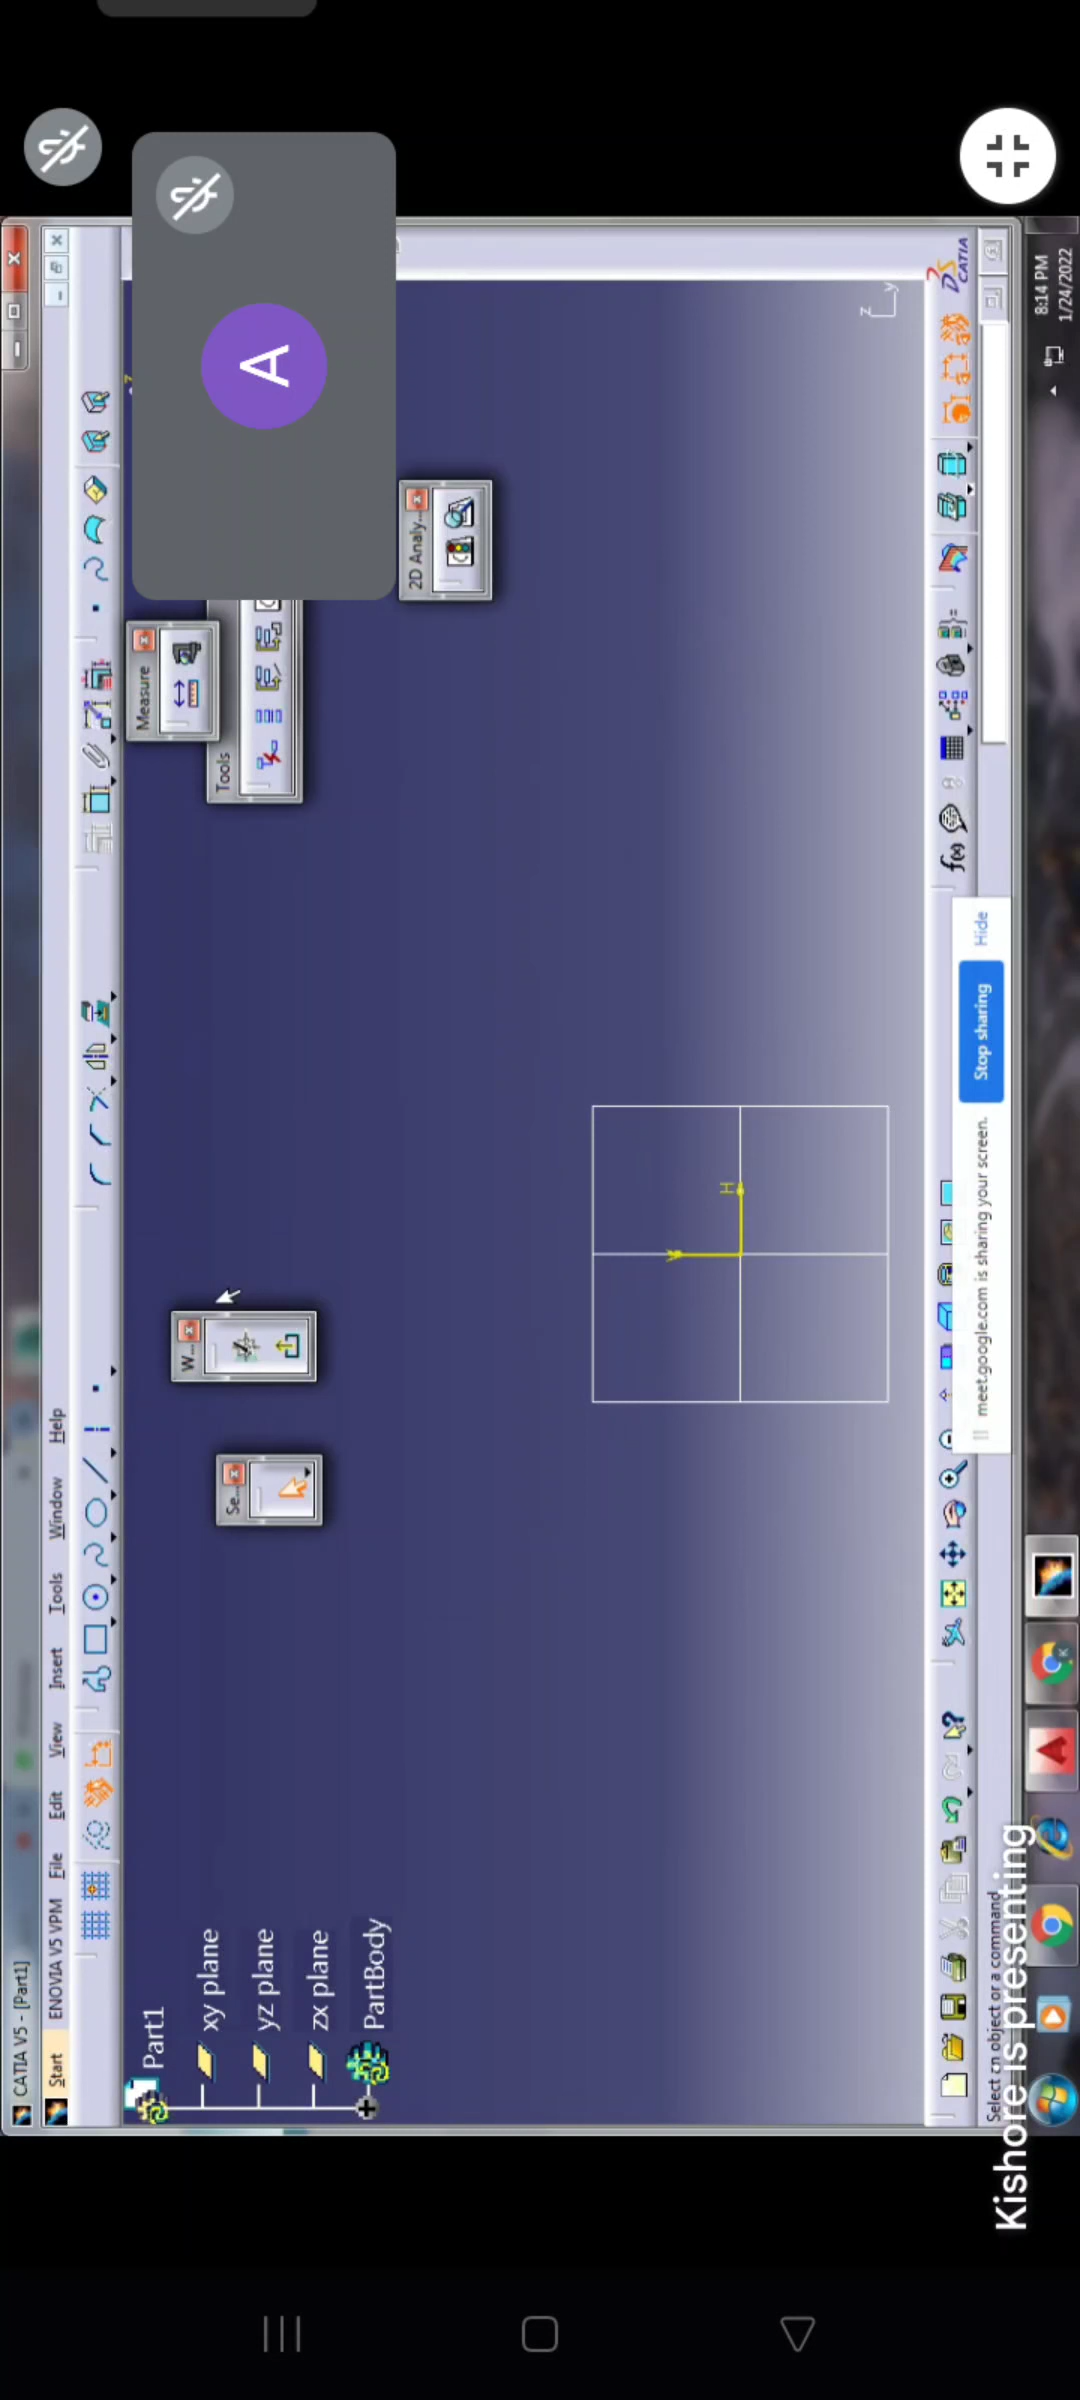 CATIA V5 - [Part1]
Start ENOVIA V5 VPM File Edit View Insert Tools Window Help
Part1
xy plane
yz plane
zx plane
PartBody
Se...
W...
Tools
Measure
2D Analy...
A
V
H
z
y
f(x)
DS CATIA
meet.google.com is sharing your screen. Stop sharing Hide
Select an object or a command
Kishore is presenting
8:14 PM
1/24/2022